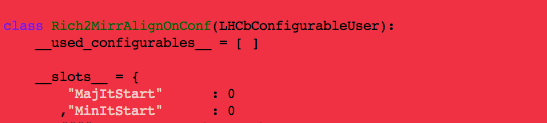 class Rich2MirrAlignOnConf(LHCbConfigurableUser):
    __used_configurables__ = [ ]
    __slots__ = {
        "MajItStart"      : 0
       ,"MinItStart"      : 0